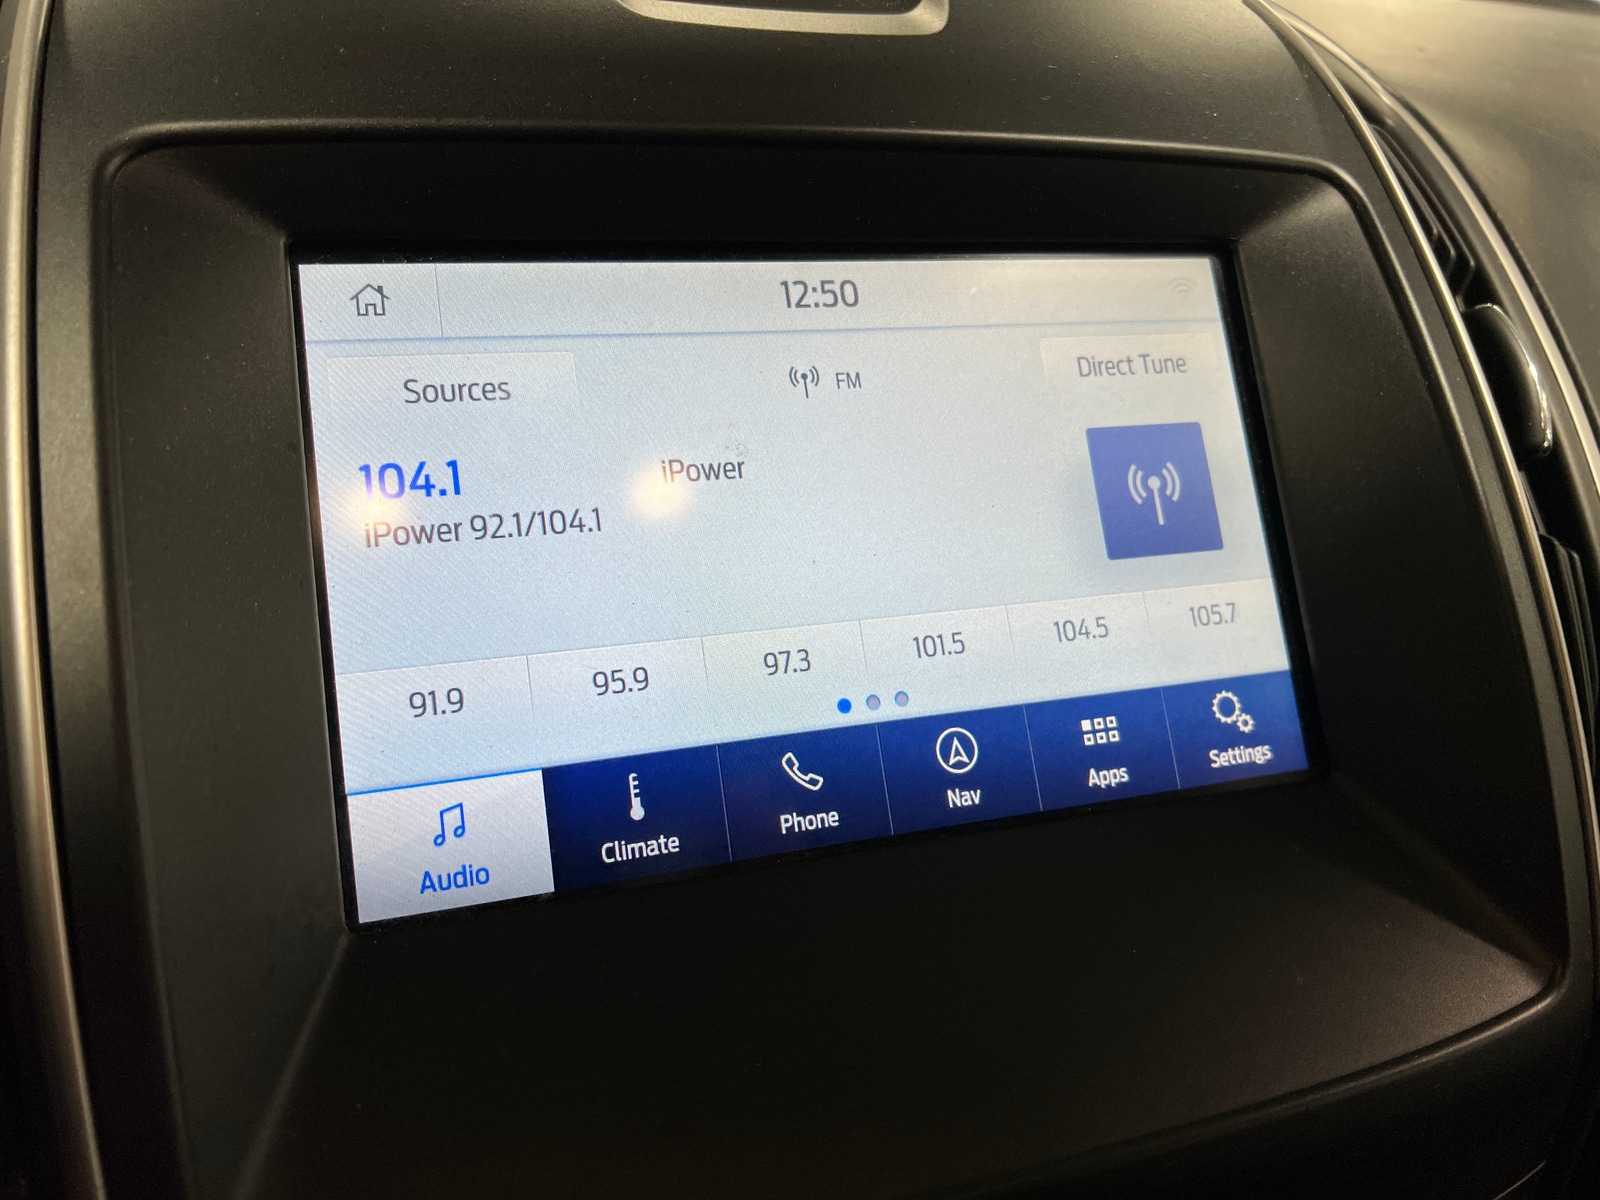 12:50
Sources
FM
Direct Tune
104.1
iPower
iPower 92.1/104.1
91.9
95.9
97.3
101.5
104.5
105.7
Audio
Climate
Phone
Nav
Apps
Settings